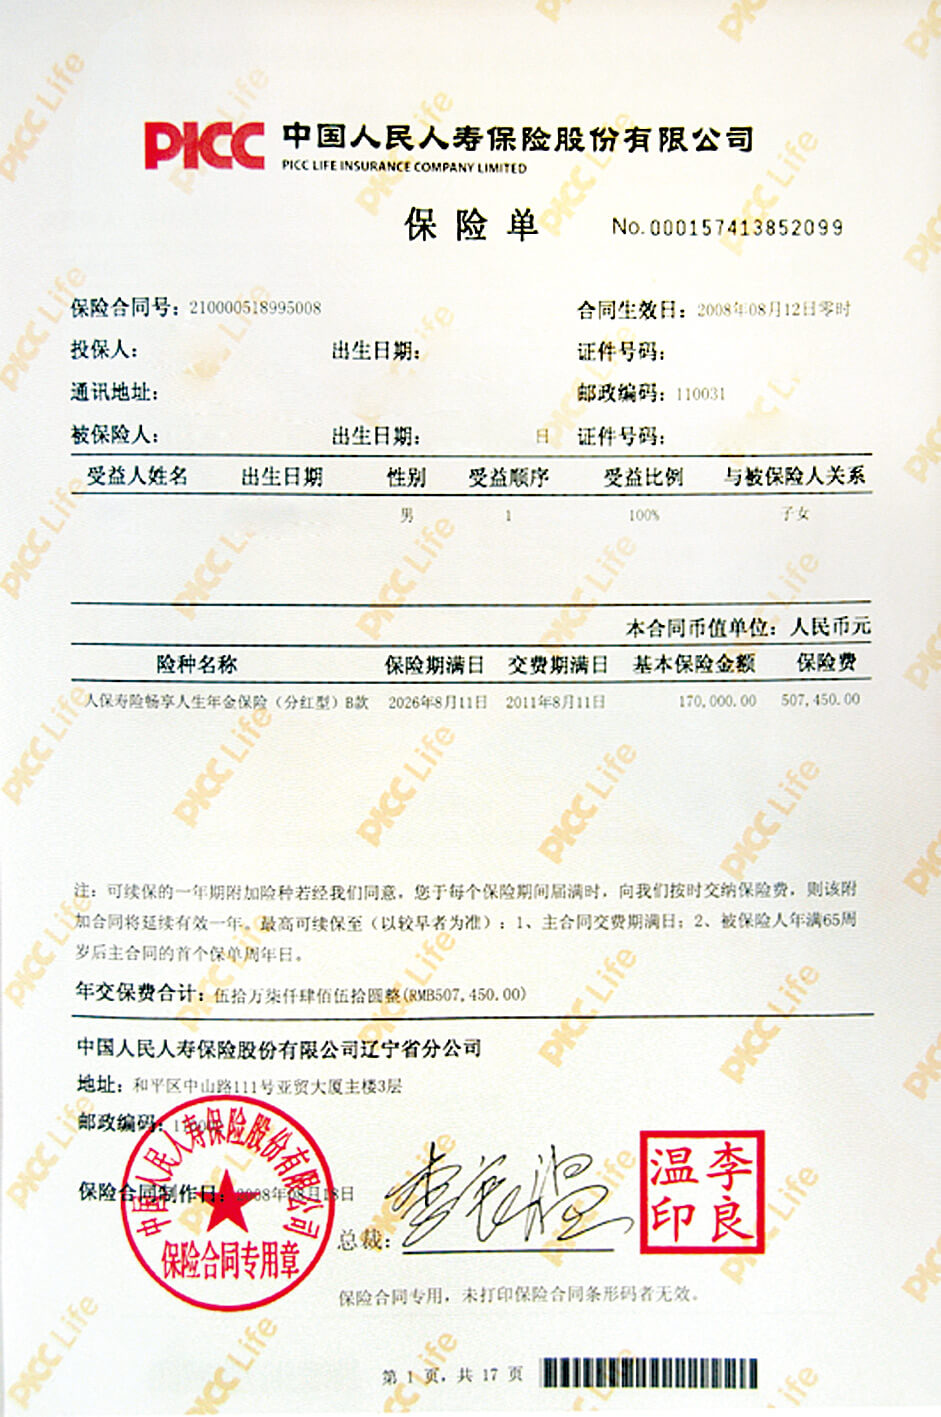 PICC 中国人民人寿保险股份有限公司
PICC LIFE INSURANCE COMPANY LIMITED
保险单 No.000157413852099
保险合同号：210000518995008 合同生效日：2008年08月12日零时
投保人： 出生日期： 证件号码：
通讯地址： 邮政编码：110031
被保险人： 出生日期： 日 证件号码：
受益人姓名 出生日期 性别 受益顺序 受益比例 与被保险人关系
男 1 100% 子女
本合同币值单位：人民币元
险种名称 保险期满日 交费期满日 基本保险金额 保险费
人保寿险畅享人生年金保险（分红型）B款 2026年8月11日 2011年8月11日 170,000.00 507,450.00
注：可续保的一年期附加险种若经我们同意，您于每个保险期间届满时，向我们按时交纳保险费，则该附
加合同将延续有效一年。最高可续保至（以较早者为准）：1、主合同交费期满日；2、被保险人年满65周
岁后主合同的首个保单周年日。
年交保费合计：伍拾万柒仟肆佰伍拾圆整(RMB507,450.00)
中国人民人寿保险股份有限公司辽宁省分公司
地址：和平区中山路111号亚贸大厦主楼3层
邮政编码：
保险合同制作日：2008年08月18日
中国人民人寿保险股份有限公司
保险合同专用章
总裁：李良温
李良温印
保险合同专用，未打印保险合同条形码者无效。
第 1 页，共 17 页
PICC Life